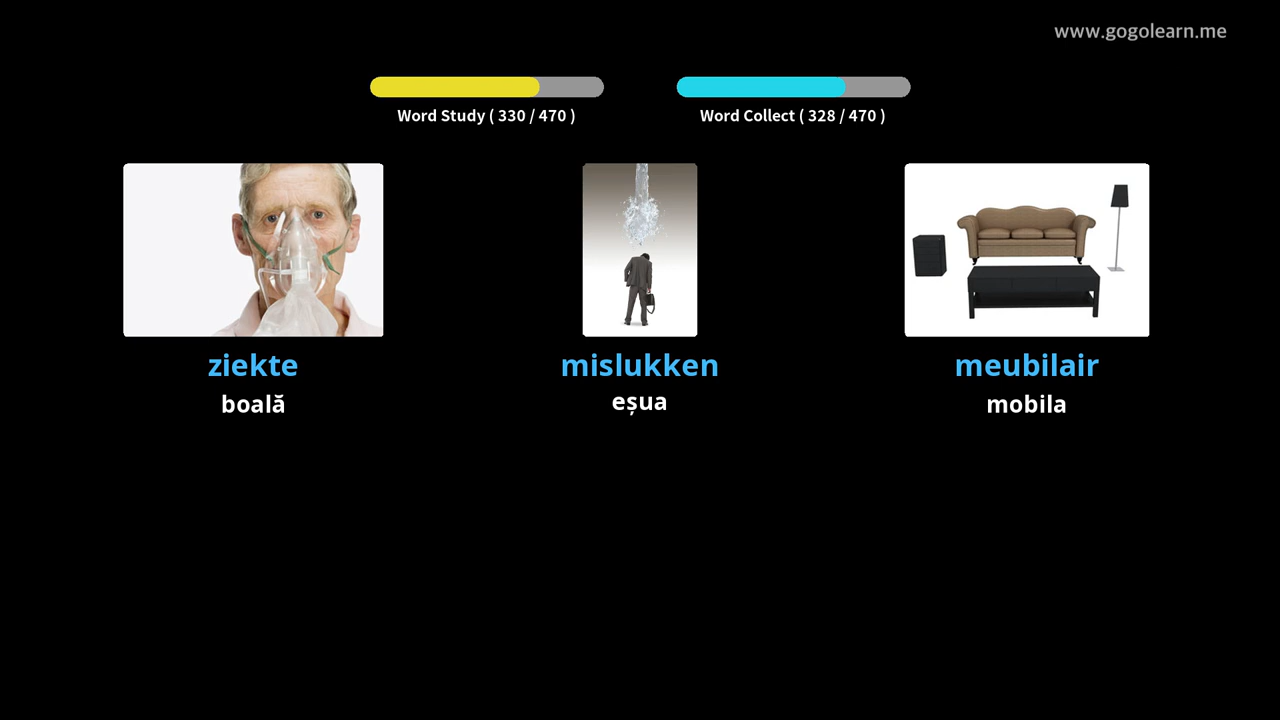 www.gogolearn.me
Word Study ( 330 / 470 )
Word Collect ( 328 / 470 )
ziekte
mislukken
meubilair
boală
eșua
mobila